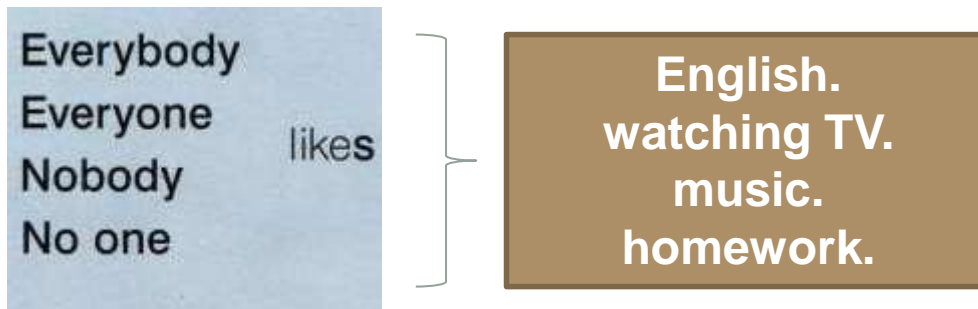 Everybody
Everyone
likes
Nobody
No one
English.
watching TV.
music.
homework.